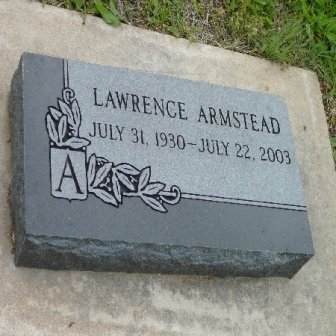 LAWRENCE ARMSTEAD
JULY 31, 1930-JULY 22, 2003
A